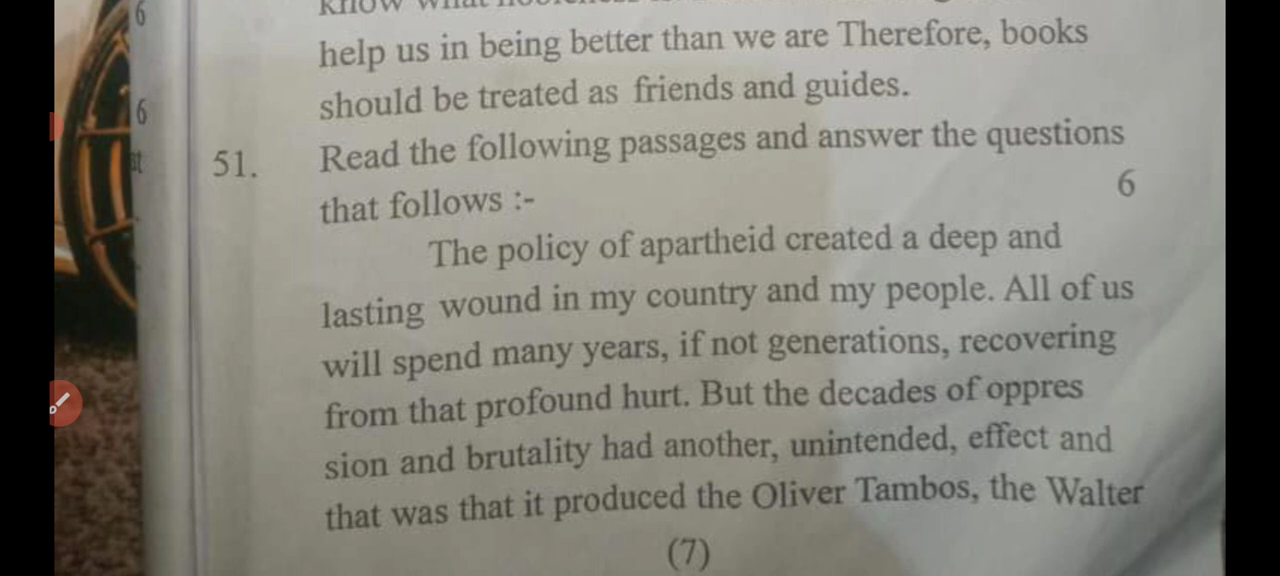 6
help us in being better than we are Therefore, books
should be treated as friends and guides.
6
st
51. Read the following passages and answer the questions
that follows :- 6
The policy of apartheid created a deep and
lasting wound in my country and my people. All of us
will spend many years, if not generations, recovering
from that profound hurt. But the decades of oppres
sion and brutality had another, unintended, effect and
that was that it produced the Oliver Tambos, the Walter
(7)